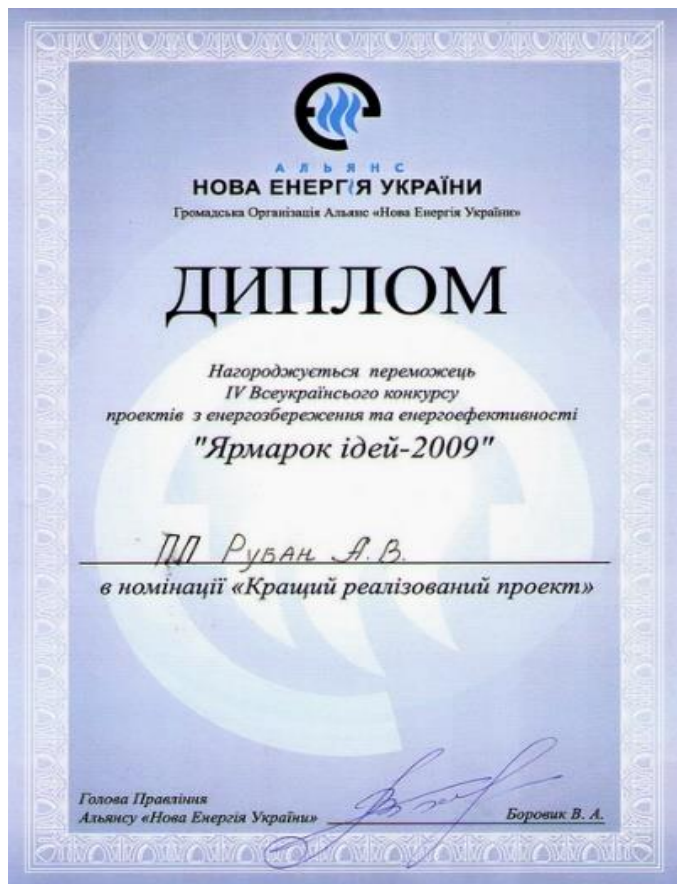 АЛЬЯНС
НОВА ЕНЕРГІЯ УКРАЇНИ
Громадська Організація Альянс «Нова Енергія України»
ДИПЛОМ
Нагороджується переможець
IV Всеукраїнсього конкурсу
проектів з енергозбереження та енергоефективності
"Ярмарок ідей-2009"
ПП Рубан А.В.
в номінації «Кращий реалізований проект»
Голова Правління
Альянсу «Нова Енергія України» Боровик В. А.